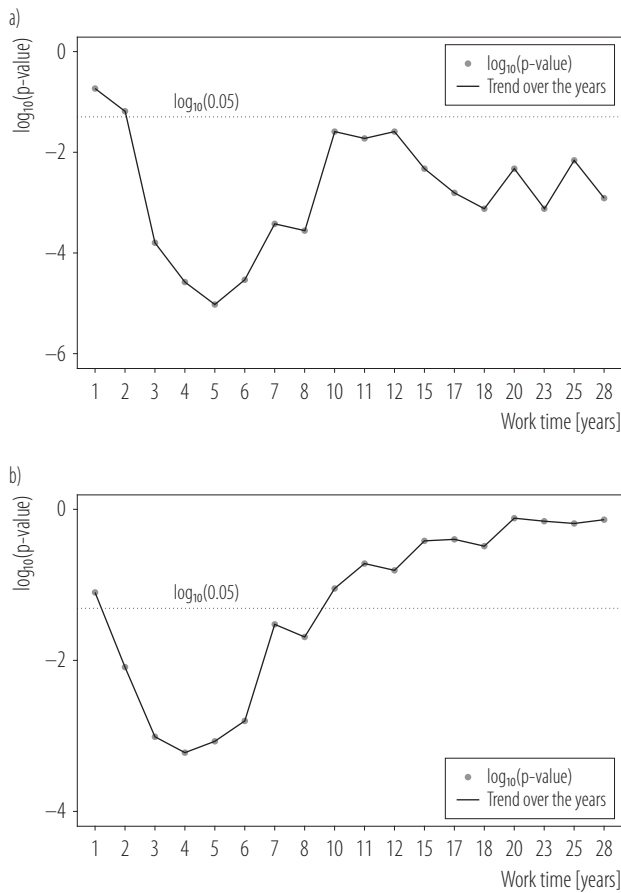 a)
log₁₀(p-value)
0
−2
−4
−6
log₁₀(0.05)
log₁₀(p-value)
Trend over the years
1 2 3 4 5 6 7 8 10 11 12 15 17 18 20 23 25 28
Work time [years]
b)
log₁₀(p-value)
0
−2
−4
log₁₀(0.05)
log₁₀(p-value)
Trend over the years
1 2 3 4 5 6 7 8 10 11 12 15 17 18 20 23 25 28
Work time [years]